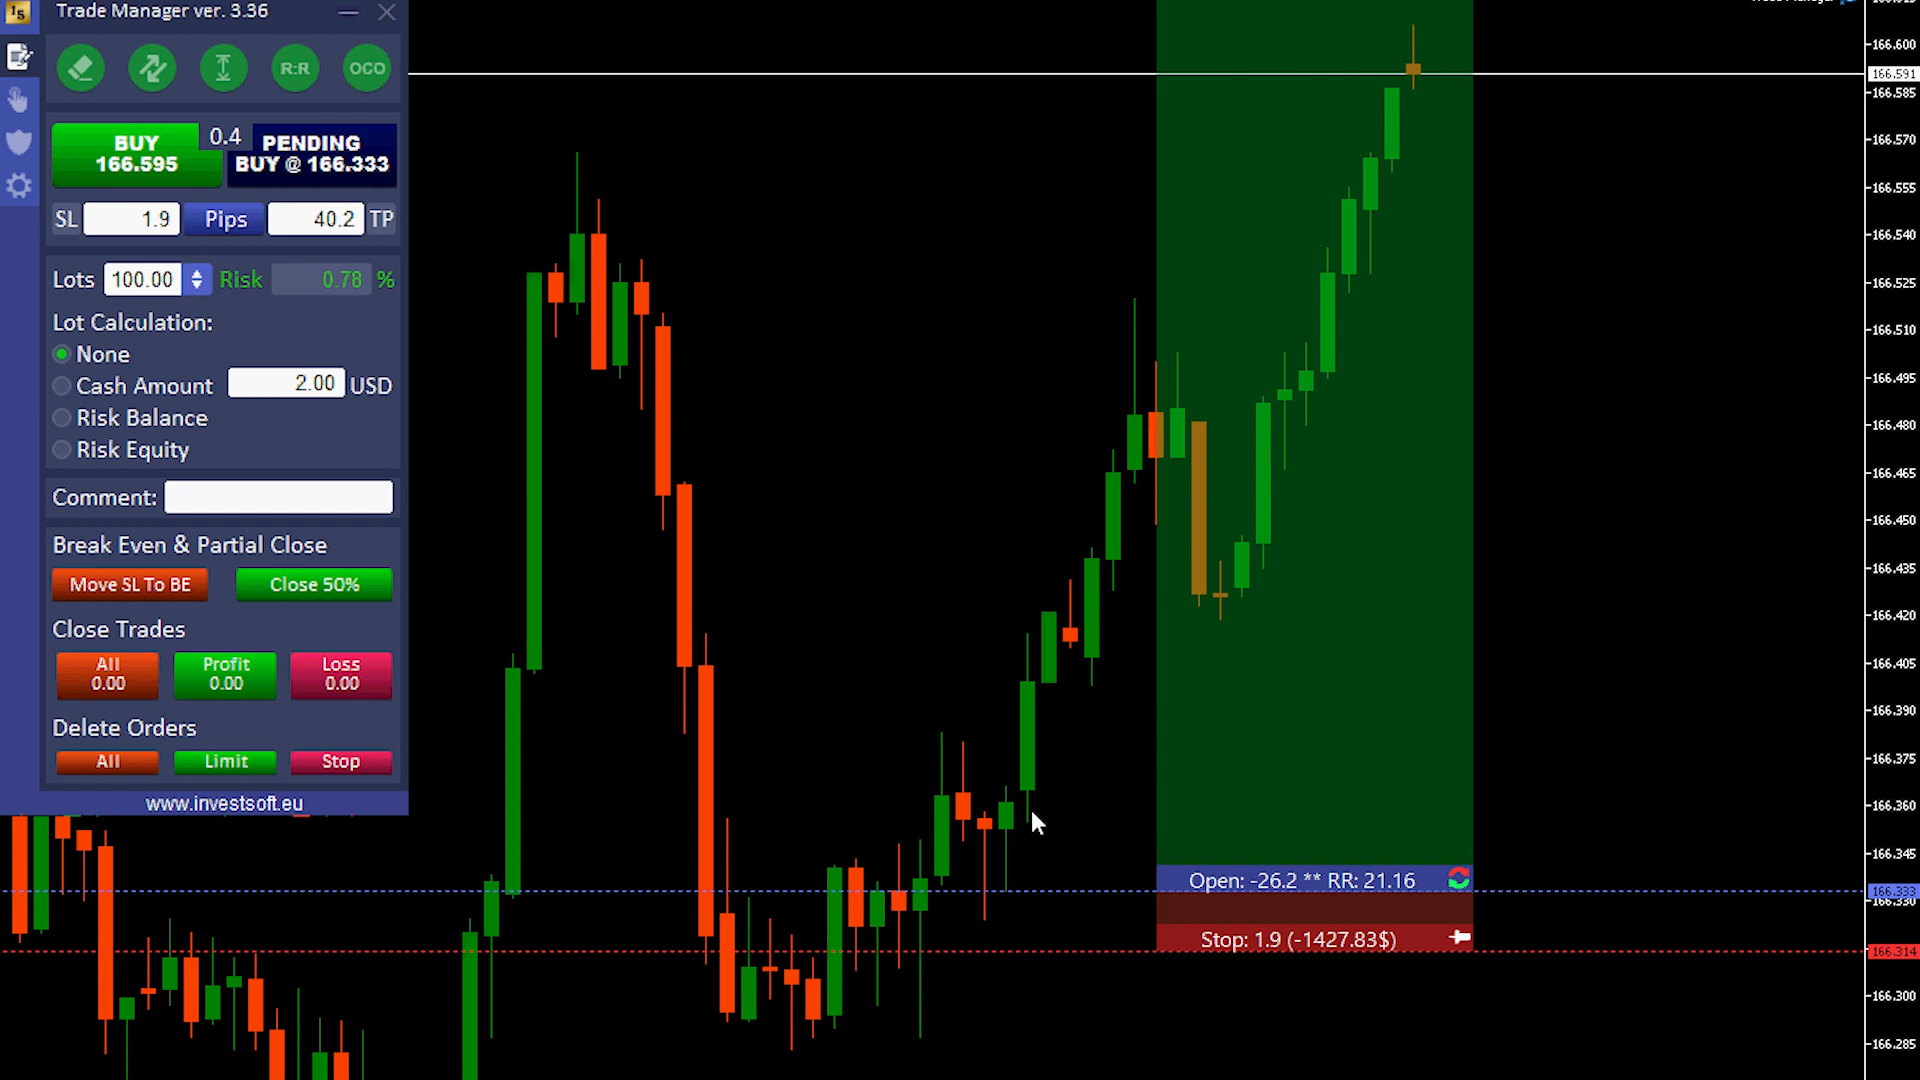 Trade Manager ver. 3.36
R:R
OCO
BUY
166.595
0.4
PENDING
BUY @ 166.333
SL 1.9 Pips 40.2 TP
Lots 100.00 Risk 0.78 %
Lot Calculation:
None
Cash Amount 2.00 USD
Risk Balance
Risk Equity
Comment:
Break Even & Partial Close
Move SL To BE Close 50%
Close Trades
All
0.00
Profit
0.00
Loss
0.00
Delete Orders
All Limit Stop
www.investsoft.eu
Open: -26.2 ** RR: 21.16
Stop: 1.9 (-1427.83$)
166.600
166.591
166.585
166.570
166.555
166.540
166.525
166.510
166.495
166.480
166.465
166.450
166.435
166.420
166.405
166.390
166.375
166.360
166.345
166.333
166.330
166.314
166.300
166.285